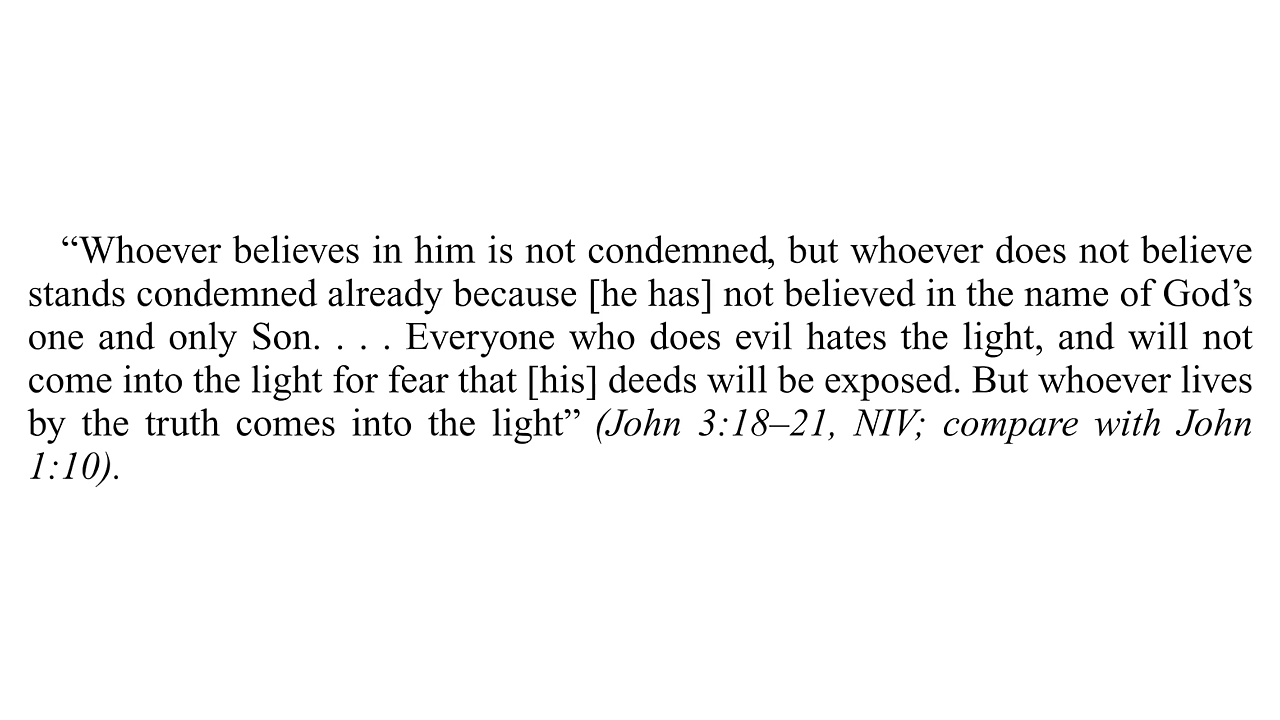 “Whoever believes in him is not condemned, but whoever does not believe
stands condemned already because [he has] not believed in the name of God’s
one and only Son. . . . Everyone who does evil hates the light, and will not
come into the light for fear that [his] deeds will be exposed. But whoever lives
by the truth comes into the light” (John 3:18–21, NIV; compare with John
1:10).